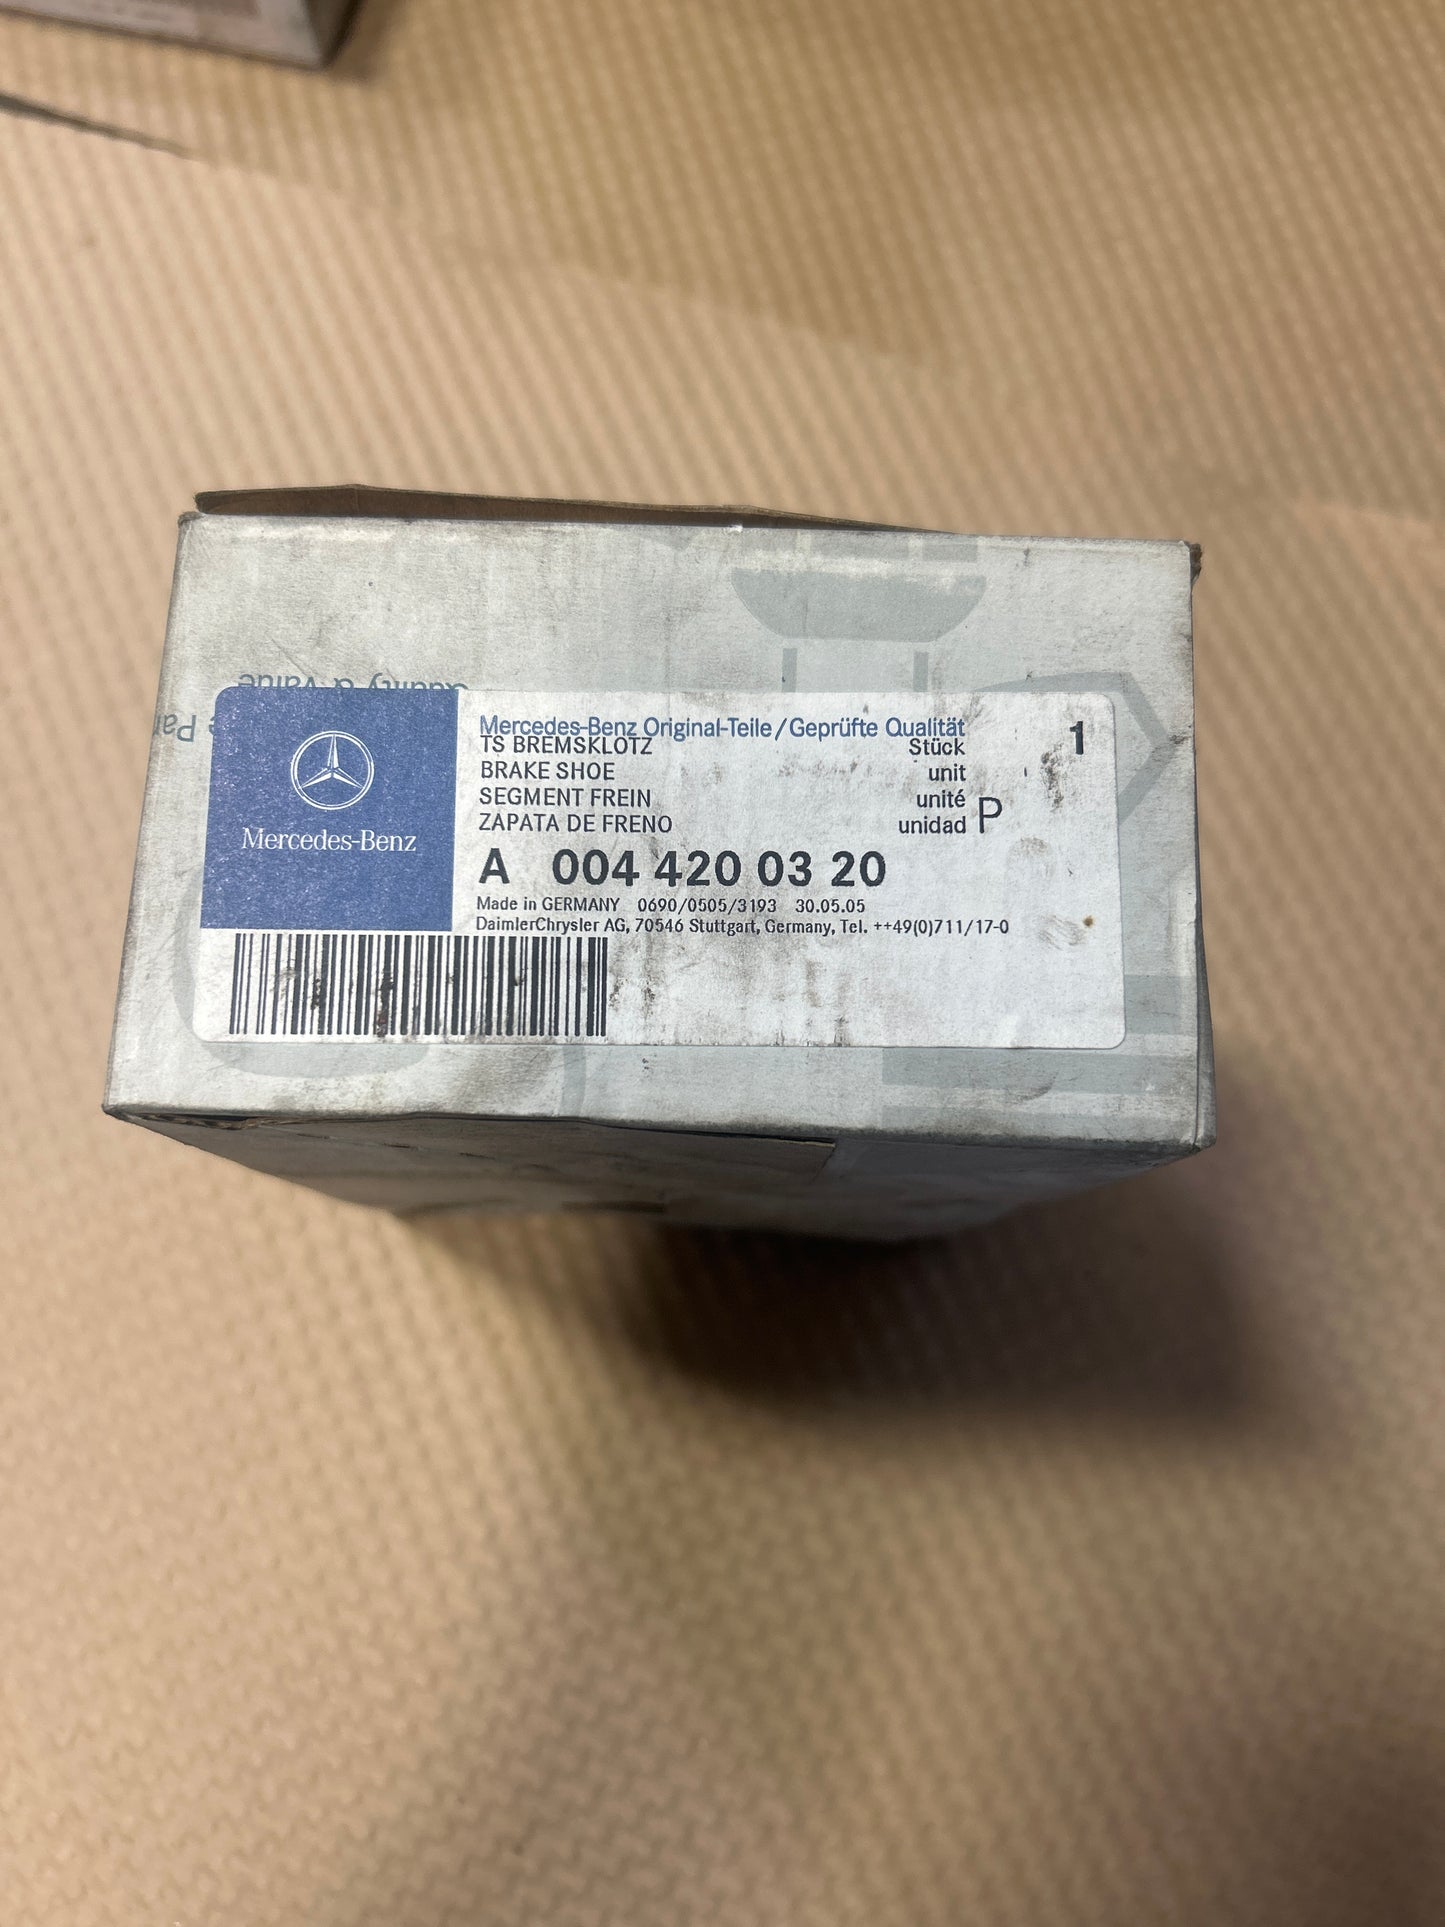 Quality & Value
Mercedes-Benz
Mercedes-Benz Original-Teile/Geprüfte Qualität
TS BREMSKLOTZ Stück 1
BRAKE SHOE unit
SEGMENT FREIN unité
ZAPATA DE FRENO unidad P
A 004 420 03 20
Made in GERMANY 0690/0505/3193 30.05.05
DaimlerChrysler AG, 70546 Stuttgart, Germany, Tel. ++49(0)711/17-0